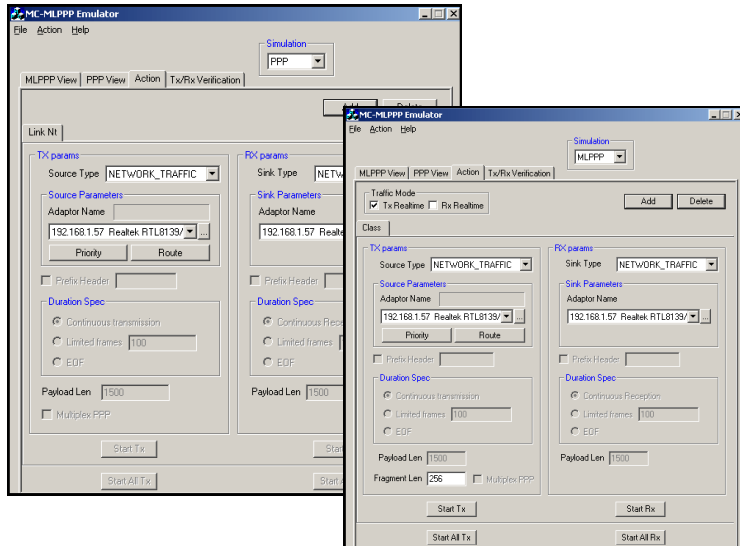 MC-MLPPP Emulator
File Action Help
Simulation
PPP
MLPPP View PPP View Action Tx/Rx Verification
Link Nt
TX params
Source Type NETWORK_TRAFFIC
Source Parameters
Adaptor Name
192.168.1.57 Realtek RTL8139/ ...
Priority Route
Prefix Header
Duration Spec
Continuous transmission
Limited frames 100
EOF
Payload Len 1500
Multiplex PPP
Start Tx
Start All Tx
RX params
Sink Type
Sink Parameters
Adaptor Name
192.168.1.57
Prefix Header
Duration Spec
Continuous
Limited frames
EOF
Payload Len 1500
MC-MLPPP Emulator
File Action Help
Simulation
MLPPP
MLPPP View PPP View Action Tx/Rx Verification
Traffic Mode
Tx Realtime Rx Realtime
Add Delete
Class
TX params
Source Type NETWORK_TRAFFIC
Source Parameters
Adaptor Name
192.168.1.57 Realtek RTL8139/ ...
Priority Route
Prefix Header
Duration Spec
Continuous transmission
Limited frames 100
EOF
Payload Len 1500
Fragment Len 256 Multiplex PPP
Start Tx
Start All Tx
RX params
Sink Type NETWORK_TRAFFIC
Sink Parameters
Adaptor Name
192.168.1.57 Realtek RTL8139/ ...
Prefix Header
Duration Spec
Continuous Reception
Limited frames 100
EOF
Payload Len 1500
Start Rx
Start All Rx